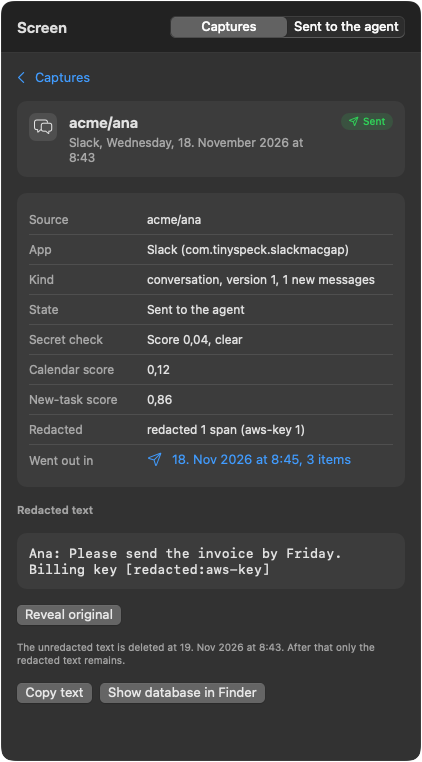 Screen
Captures
Sent to the agent
Captures
acme/ana
Sent
Slack, Wednesday, 18. November 2026 at
8:43
Source acme/ana
App Slack (com.tinyspeck.slackmacgap)
Kind conversation, version 1, 1 new messages
State Sent to the agent
Secret check Score 0,04, clear
Calendar score 0,12
New-task score 0,86
Redacted redacted 1 span (aws-key 1)
Went out in 18. Nov 2026 at 8:45, 3 items
Redacted text
Ana: Please send the invoice by Friday.
Billing key [redacted:aws-key]
Reveal original
The unredacted text is deleted at 19. Nov 2026 at 8:43. After that only the
redacted text remains.
Copy text
Show database in Finder